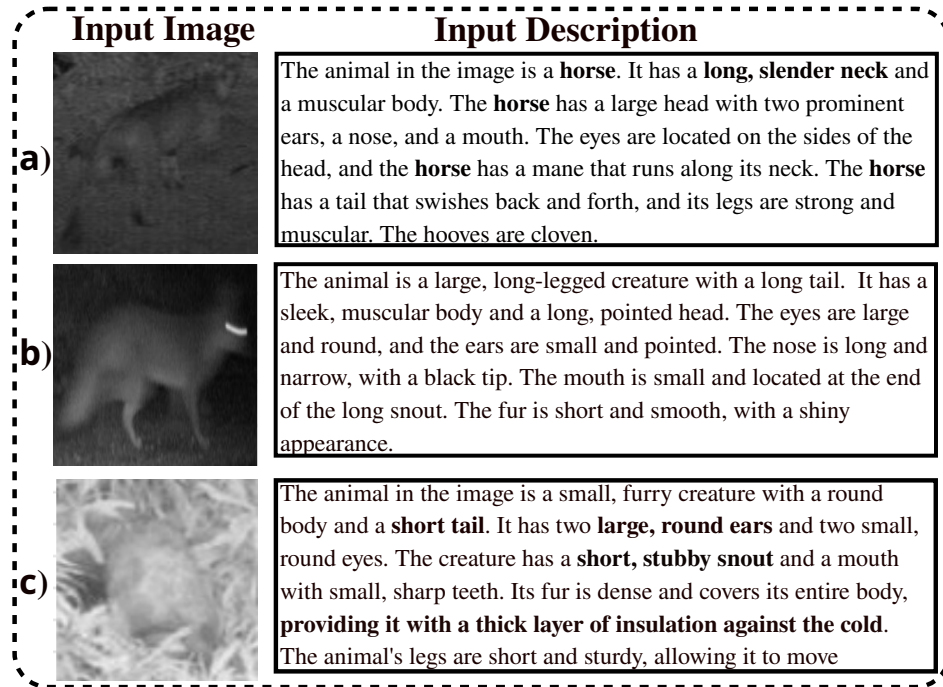 Input Image Input Description
a)
The animal in the image is a horse. It has a long, slender neck and
a muscular body. The horse has a large head with two prominent
ears, a nose, and a mouth. The eyes are located on the sides of the
head, and the horse has a mane that runs along its neck. The horse
has a tail that swishes back and forth, and its legs are strong and
muscular. The hooves are cloven.
b)
The animal is a large, long-legged creature with a long tail. It has a
sleek, muscular body and a long, pointed head. The eyes are large
and round, and the ears are small and pointed. The nose is long and
narrow, with a black tip. The mouth is small and located at the end
of the long snout. The fur is short and smooth, with a shiny
appearance.
c)
The animal in the image is a small, furry creature with a round
body and a short tail. It has two large, round ears and two small,
round eyes. The creature has a short, stubby snout and a mouth
with small, sharp teeth. Its fur is dense and covers its entire body,
providing it with a thick layer of insulation against the cold.
The animal's legs are short and sturdy, allowing it to move